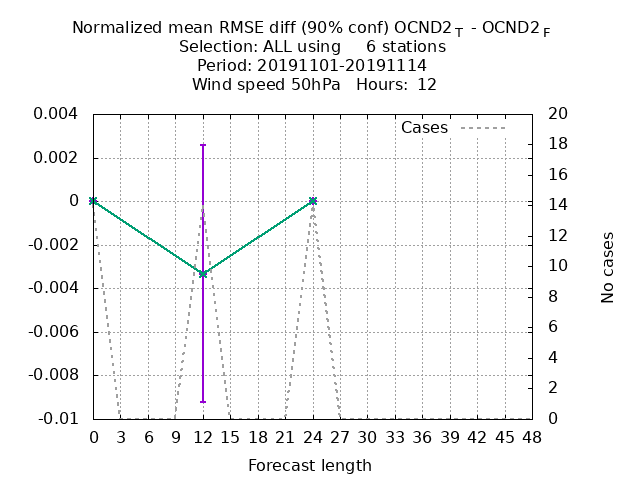 Normalized mean RMSE diff (90% conf) OCND2 T - OCND2 F
Selection: ALL using 6 stations
Period: 20191101-20191114
Wind speed 50hPa Hours: 12
Cases
0.004
0.002
0
-0.002
-0.004
-0.006
-0.008
-0.01
20
18
16
14
12
10
8
6
4
2
0
No cases
0 3 6 9 12 15 18 21 24 27 30 33 36 39 42 45 48
Forecast length